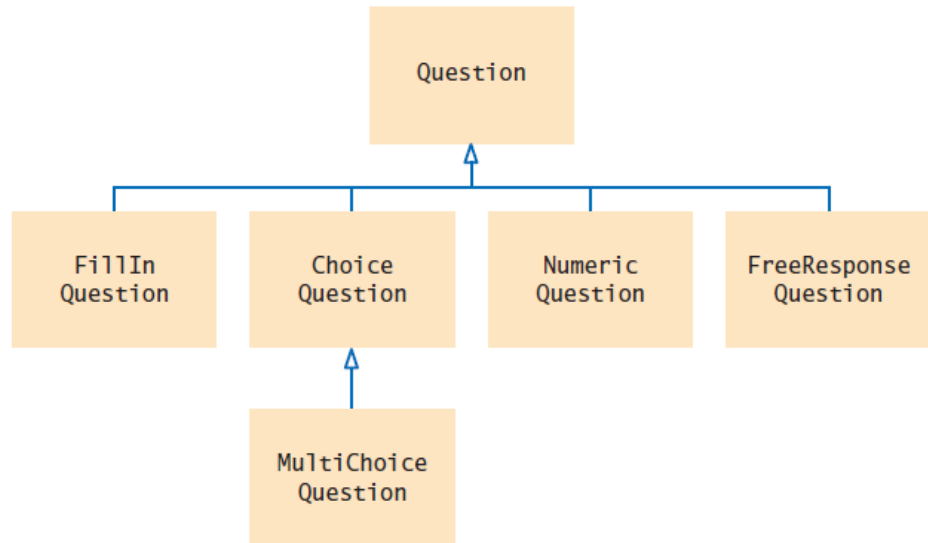 Question
FillIn
Question
Choice
Question
Numeric
Question
FreeResponse
Question
MultiChoice
Question